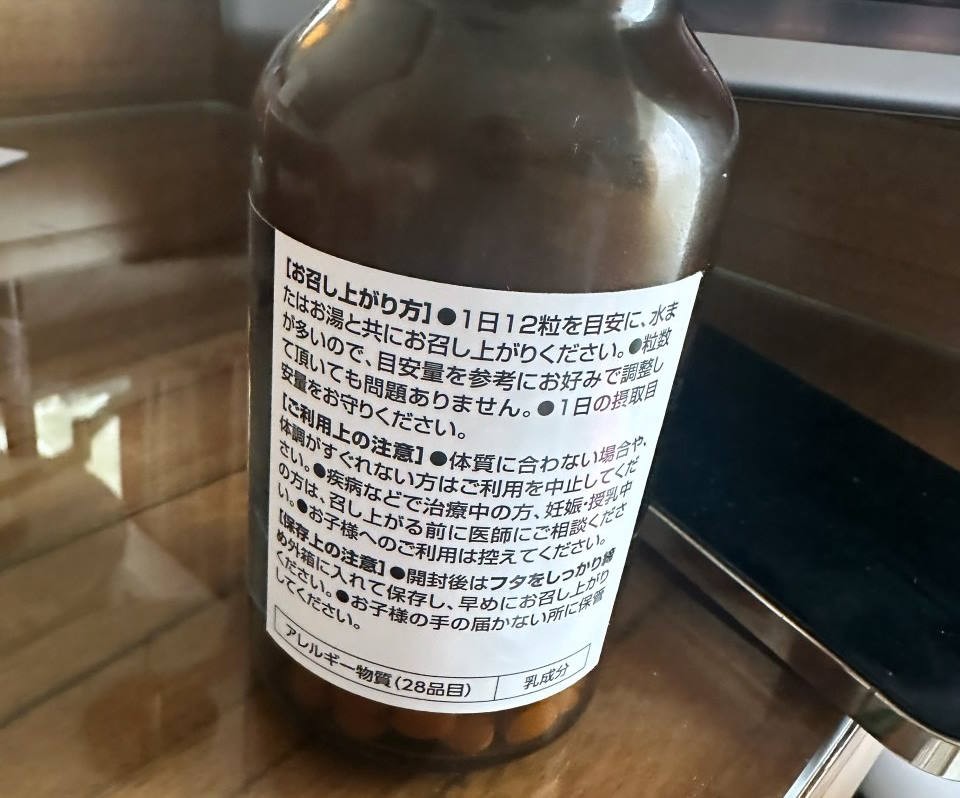 [お召し上がり方]●1日12粒を目安に、水ま
たはお湯と共にお召し上がりください。●粒数
が多いので、目安量を参考にお好みで調整し
て頂いても問題ありません。●1日の摂取目
安量をお守りください。
[ご利用上の注意]●体質に合わない場合や、
体調がすぐれない方はご利用を中止してくだ
さい。●疾病などで治療中の方、妊娠・授乳中
の方は、召し上がる前に医師にご相談くださ
い。●お子様へのご利用は控えてください。
[保存上の注意]●開封後はフタをしっかり締
め外箱に入れて保存し、早めにお召し上がり
ください。●お子様の手の届かない所に保管
してください。
アレルギー物質(28品目) 乳成分